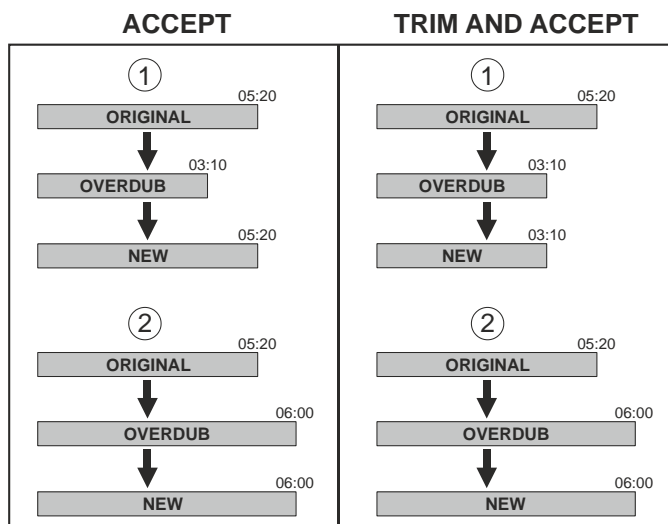 ACCEPT
1
05:20
ORIGINAL
03:10
OVERDUB
05:20
NEW
2
05:20
ORIGINAL
06:00
OVERDUB
06:00
NEW
TRIM AND ACCEPT
1
05:20
ORIGINAL
03:10
OVERDUB
03:10
NEW
2
05:20
ORIGINAL
06:00
OVERDUB
06:00
NEW